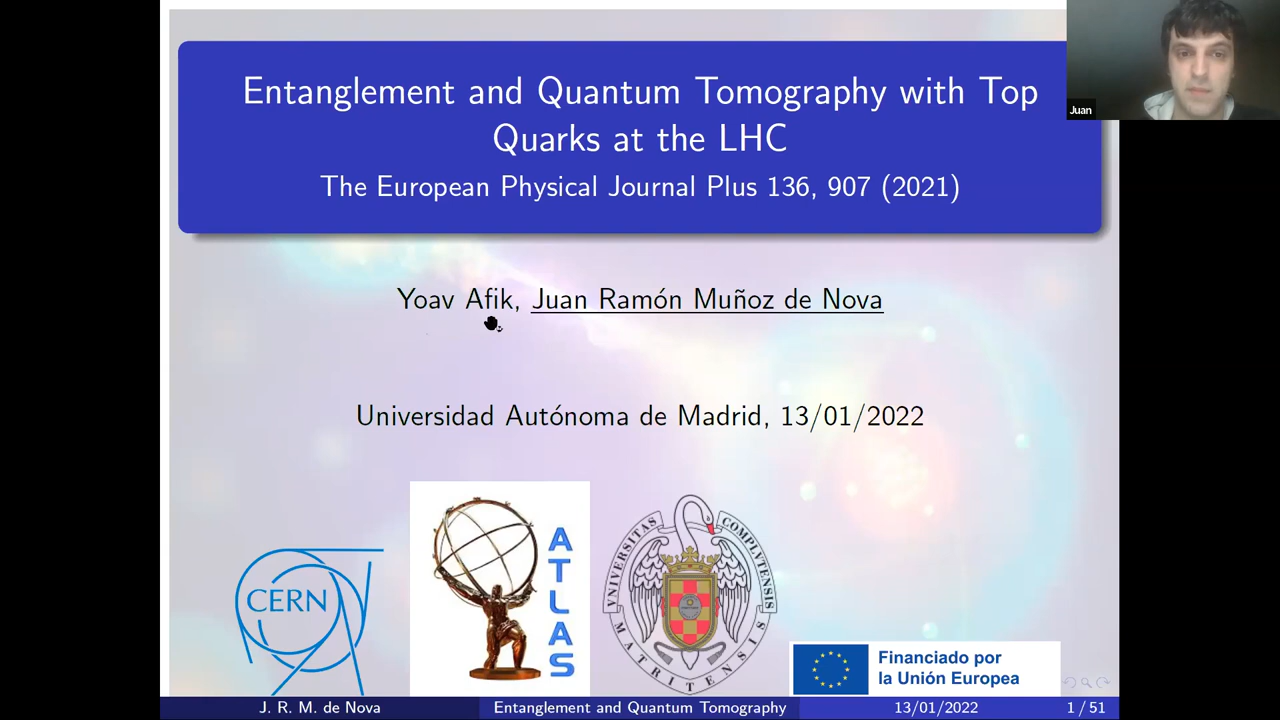 Entanglement and Quantum Tomography with Top
Quarks at the LHC
The European Physical Journal Plus 136, 907 (2021)
Juan
Yoav Afik, Juan Ramón Muñoz de Nova
Universidad Autónoma de Madrid, 13/01/2022
CERN
ATLAS
VNIVERSITAS COMPLVTENSIS
MATRITENSIS
Financiado por
la Unión Europea
J. R. M. de Nova
Entanglement and Quantum Tomography
13/01/2022
1 / 51